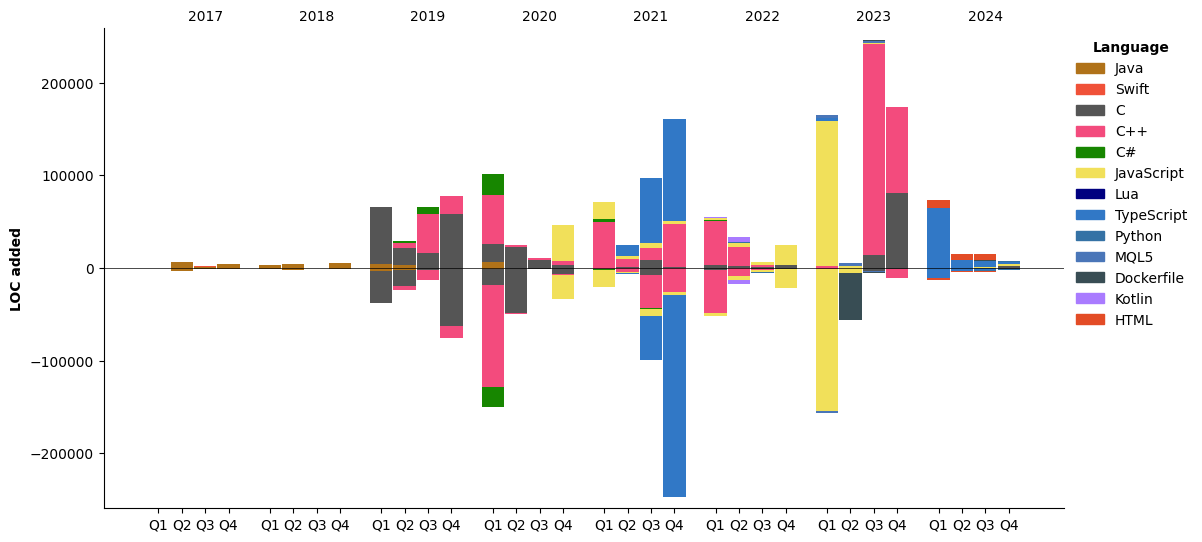 2017 2018 2019 2020 2021 2022 2023 2024
LOC added
200000
100000
0
−100000
−200000
Q1 Q2 Q3 Q4 Q1 Q2 Q3 Q4 Q1 Q2 Q3 Q4 Q1 Q2 Q3 Q4 Q1 Q2 Q3 Q4 Q1 Q2 Q3 Q4 Q1 Q2 Q3 Q4 Q1 Q2 Q3 Q4
Language
Java
Swift
C
C++
C#
JavaScript
Lua
TypeScript
Python
MQL5
Dockerfile
Kotlin
HTML